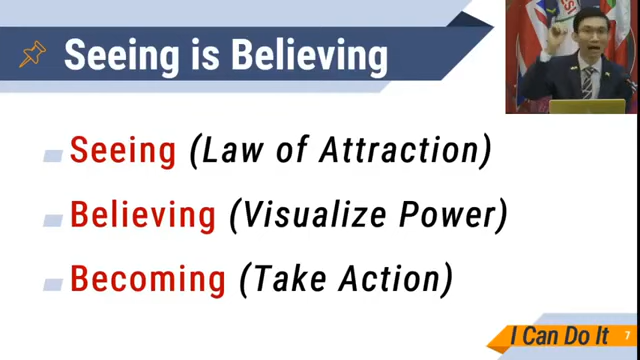 Seeing is Believing
Seeing (Law of Attraction)
Believing (Visualize Power)
Becoming (Take Action)
I Can Do It 7